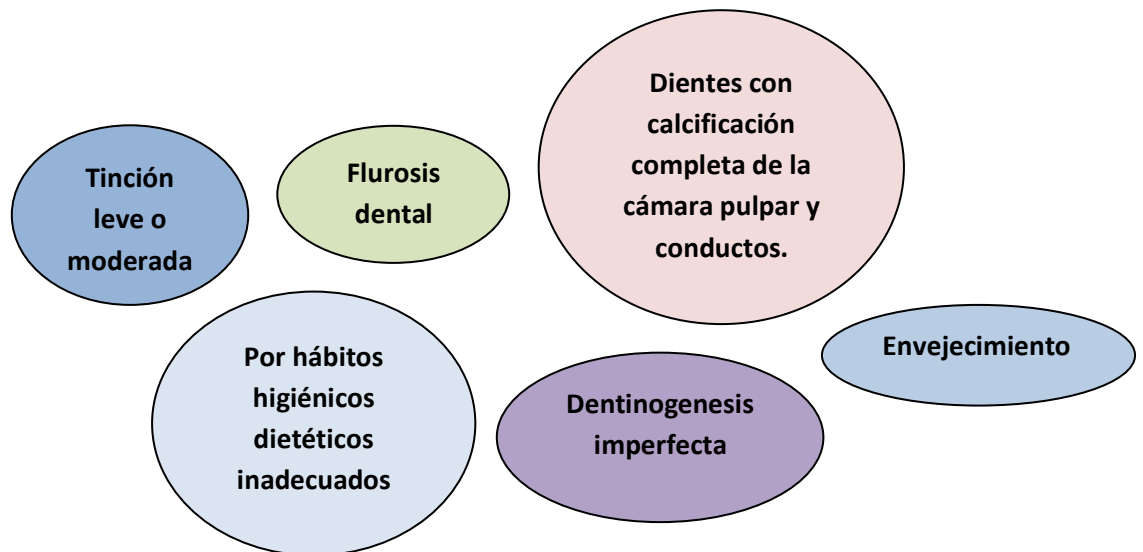 Tinción
leve o
moderada
Flurosis
dental
Dientes con
calcificación
completa de la
cámara pulpar y
conductos.
Por hábitos
higiénicos
dietéticos
inadecuados
Dentinogenesis
imperfecta
Envejecimiento